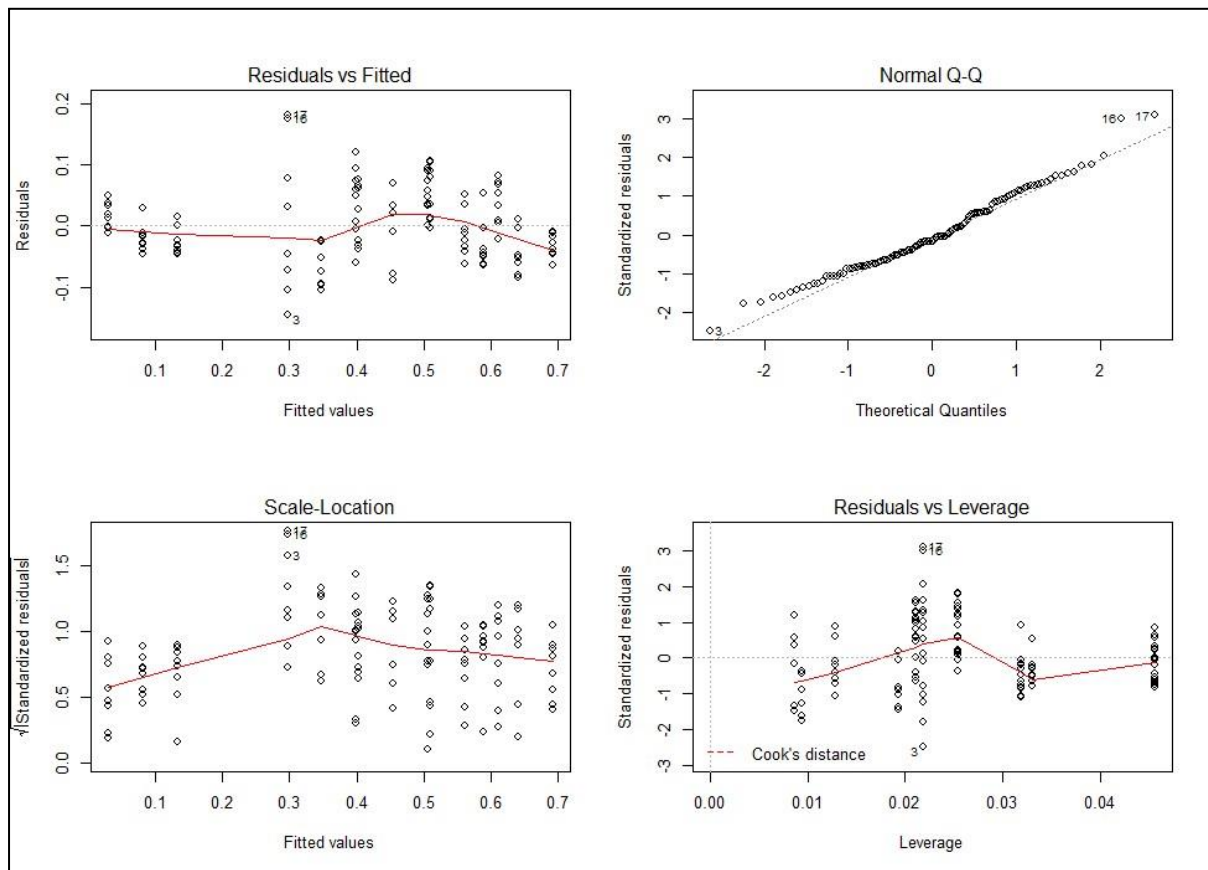 Residuals vs Fitted
Residuals
0.2
0.1
0.0
-0.1
17
16
3
0.1 0.2 0.3 0.4 0.5 0.6 0.7
Fitted values
Normal Q-Q
Standardized residuals
3
2
1
0
-1
-2
16 17
3
-2 -1 0 1 2
Theoretical Quantiles
Scale-Location
√|Standardized residuals|
1.5
1.0
0.5
0.0
17
16
3
0.1 0.2 0.3 0.4 0.5 0.6 0.7
Fitted values
Residuals vs Leverage
Standardized residuals
3
2
1
0
-1
-2
-3
17
16
3
Cook's distance
0.00 0.01 0.02 0.03 0.04
Leverage